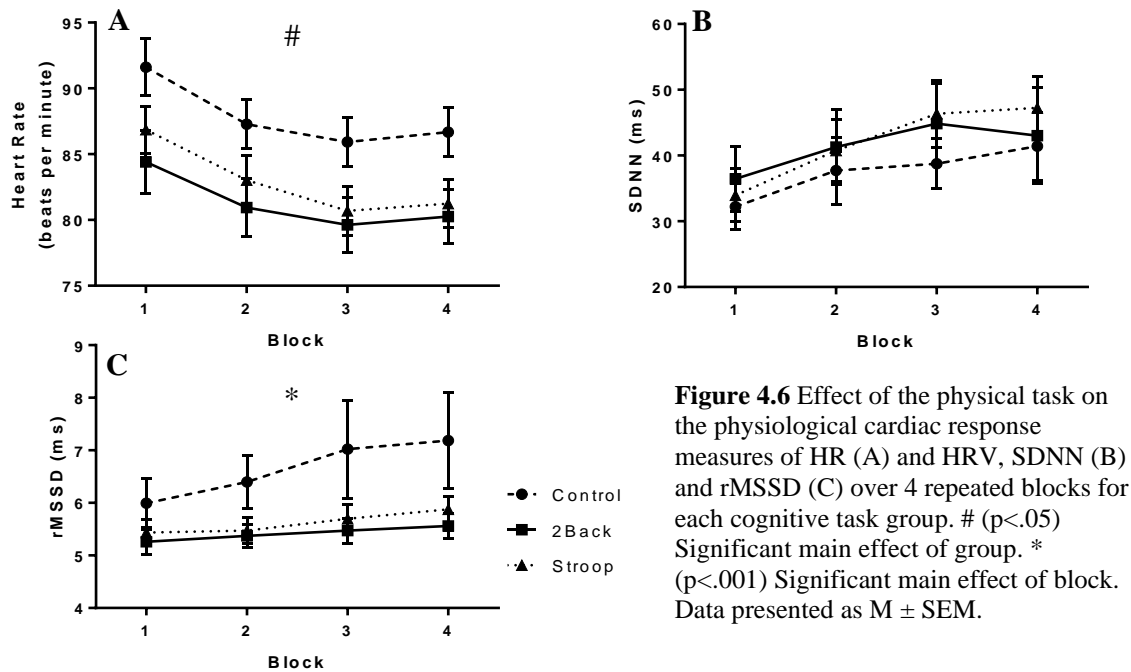 A
#
95
90
85
80
75
Heart Rate
(beats per minute)
1 2 3 4
Block
B
60
50
40
30
20
SDNN (ms)
1 2 3 4
Block
C
*
9
8
7
6
5
4
rMSSD (ms)
1 2 3 4
Block
Control
2Back
Stroop
Figure 4.6 Effect of the physical task on
the physiological cardiac response
measures of HR (A) and HRV, SDNN (B)
and rMSSD (C) over 4 repeated blocks for
each cognitive task group. # (p<.05)
Significant main effect of group. *
(p<.001) Significant main effect of block.
Data presented as M ± SEM.